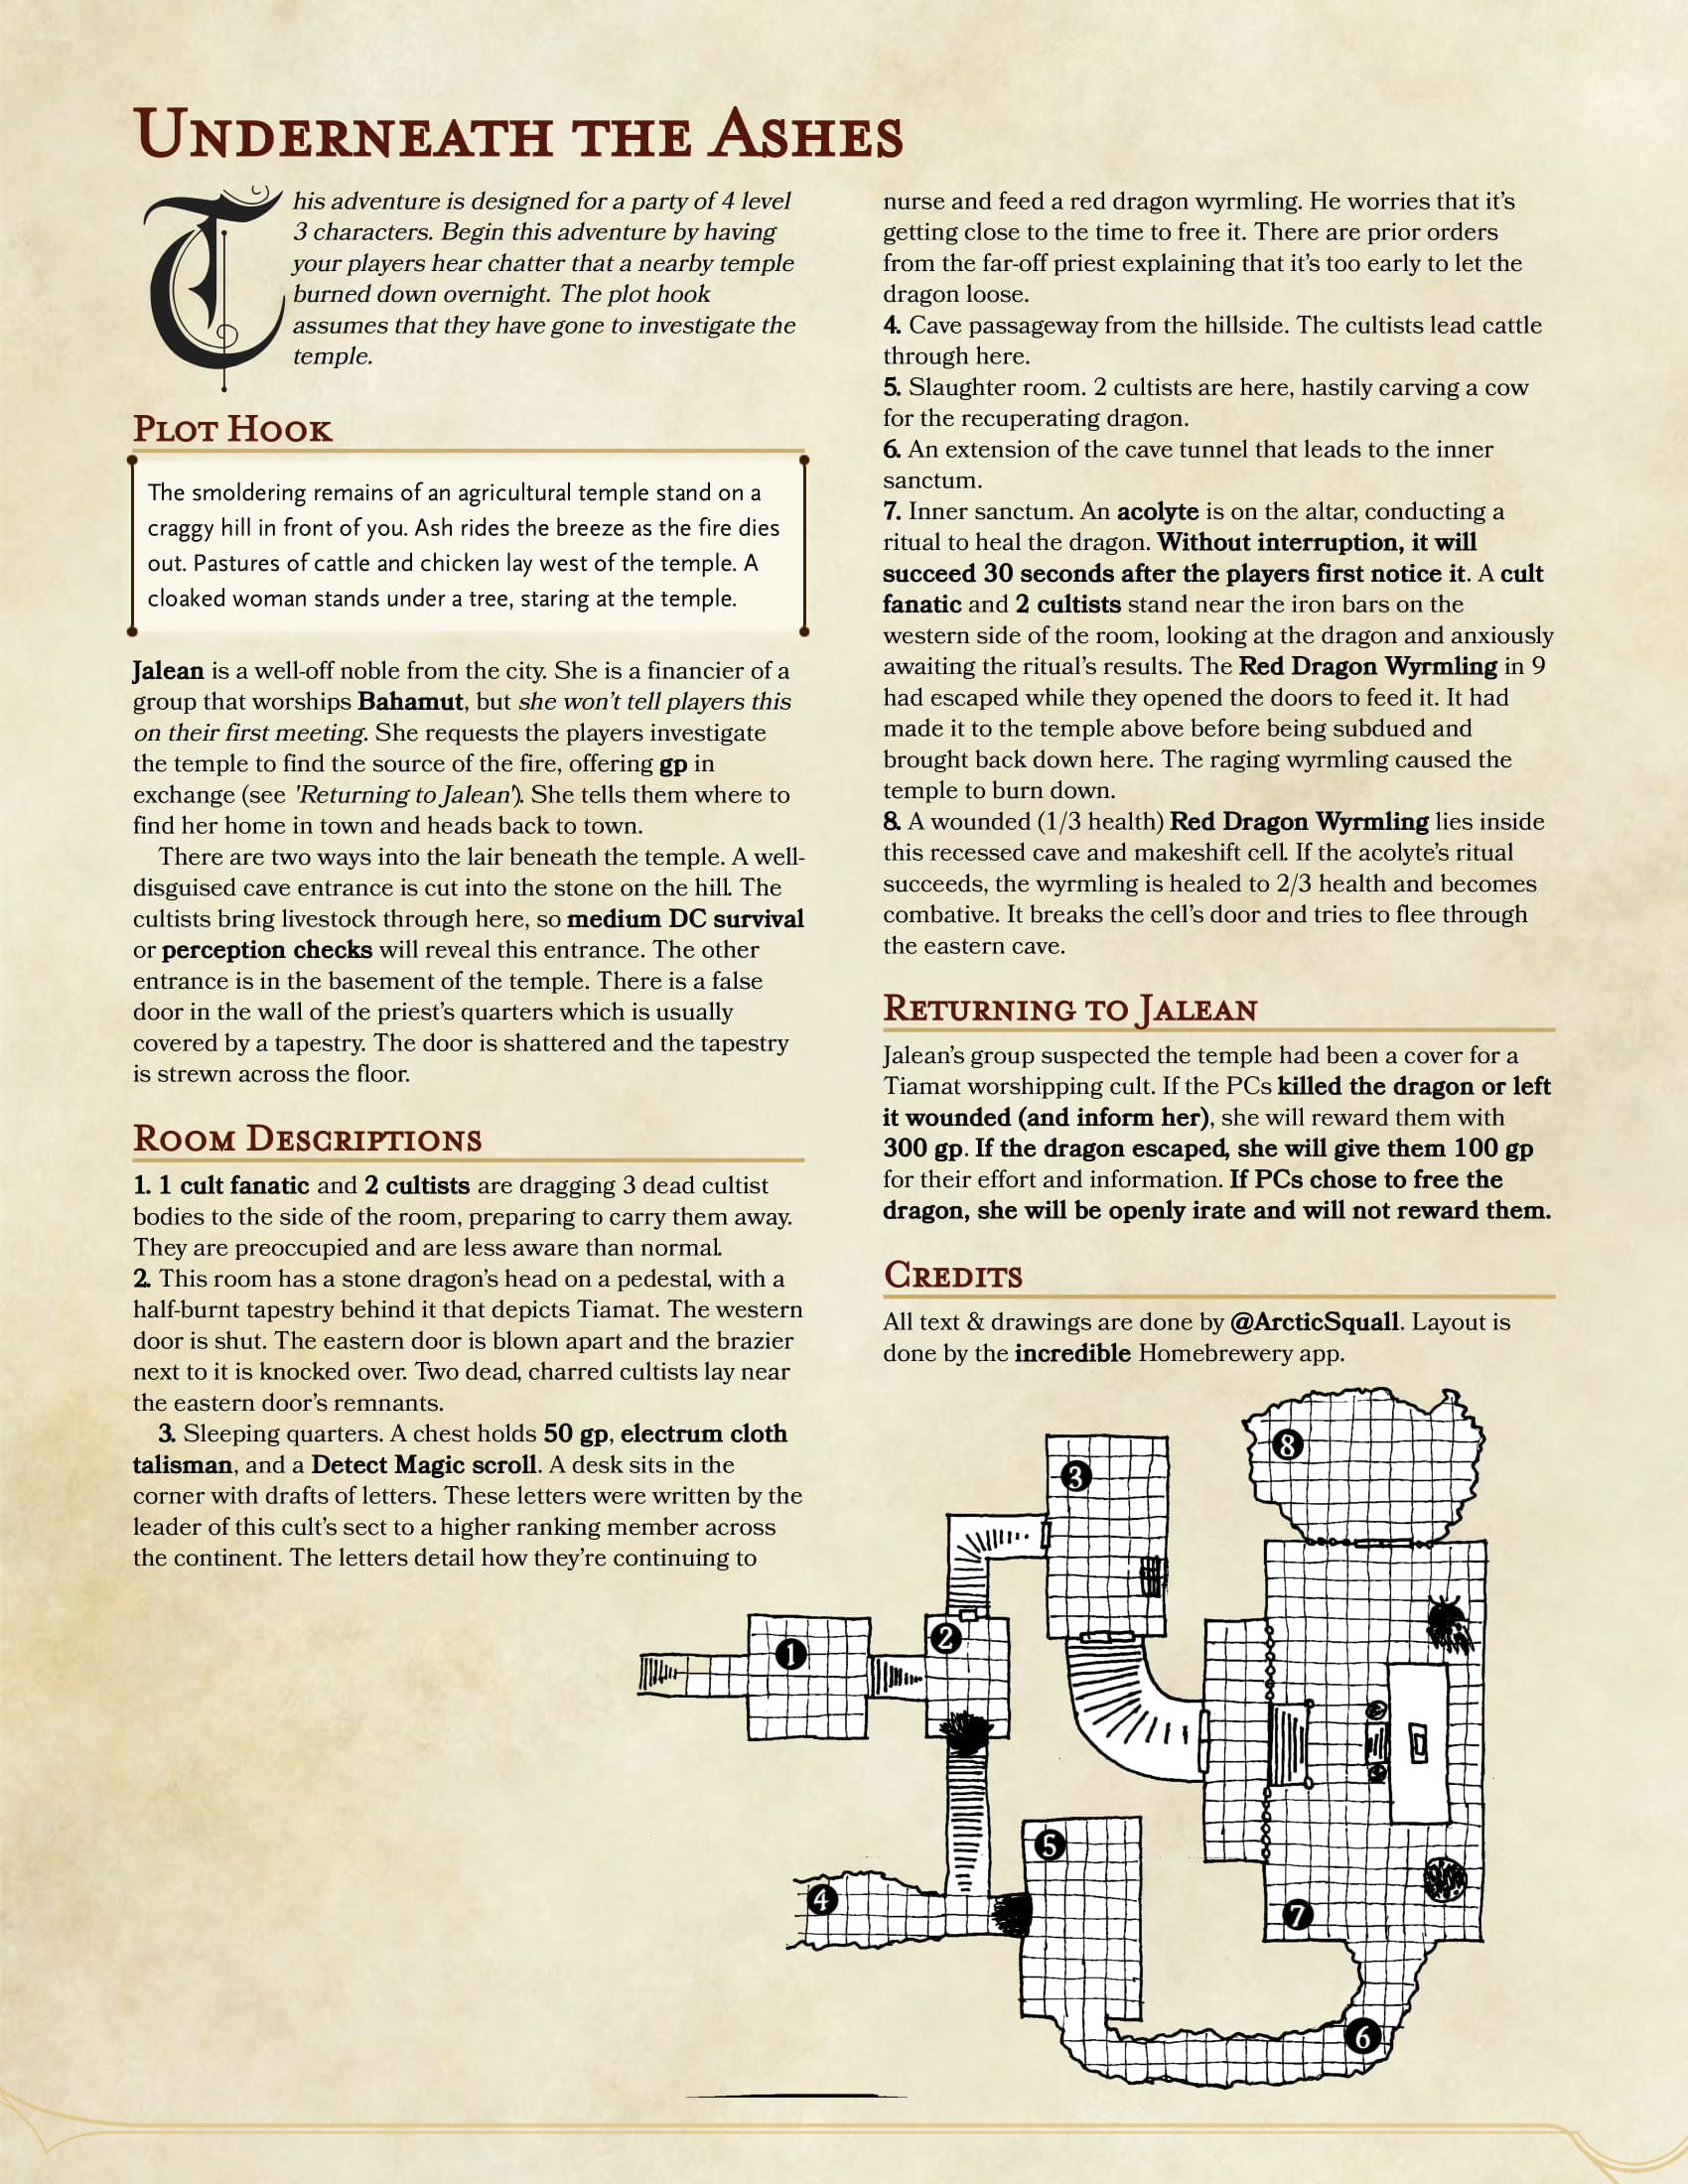 Underneath the Ashes
This adventure is designed for a party of 4 level
3 characters. Begin this adventure by having
your players hear chatter that a nearby temple
burned down overnight. The plot hook
assumes that they have gone to investigate the
temple.
Plot Hook
The smoldering remains of an agricultural temple stand on a
craggy hill in front of you. Ash rides the breeze as the fire dies
out. Pastures of cattle and chicken lay west of the temple. A
cloaked woman stands under a tree, staring at the temple.
Jalean is a well-off noble from the city. She is a financier of a
group that worships Bahamut, but she won't tell players this
on their first meeting. She requests the players investigate
the temple to find the source of the fire, offering gp in
exchange (see 'Returning to Jalean'). She tells them where to
find her home in town and heads back to town.
There are two ways into the lair beneath the temple. A well-
disguised cave entrance is cut into the stone on the hill. The
cultists bring livestock through here, so medium DC survival
or perception checks will reveal this entrance. The other
entrance is in the basement of the temple. There is a false
door in the wall of the priest's quarters which is usually
covered by a tapestry. The door is shattered and the tapestry
is strewn across the floor.
Room Descriptions
1. 1 cult fanatic and 2 cultists are dragging 3 dead cultist
bodies to the side of the room, preparing to carry them away.
They are preoccupied and are less aware than normal.
2. This room has a stone dragon's head on a pedestal, with a
half-burnt tapestry behind it that depicts Tiamat. The western
door is shut. The eastern door is blown apart and the brazier
next to it is knocked over. Two dead, charred cultists lay near
the eastern door's remnants.
3. Sleeping quarters. A chest holds 50 gp, electrum cloth
talisman, and a Detect Magic scroll. A desk sits in the
corner with drafts of letters. These letters were written by the
leader of this cult's sect to a higher ranking member across
the continent. The letters detail how they're continuing to
nurse and feed a red dragon wyrmling. He worries that it's
getting close to the time to free it. There are prior orders
from the far-off priest explaining that it's too early to let the
dragon loose.
4. Cave passageway from the hillside. The cultists lead cattle
through here.
5. Slaughter room. 2 cultists are here, hastily carving a cow
for the recuperating dragon.
6. An extension of the cave tunnel that leads to the inner
sanctum.
7. Inner sanctum. An acolyte is on the altar, conducting a
ritual to heal the dragon. Without interruption, it will
succeed 30 seconds after the players first notice it. A cult
fanatic and 2 cultists stand near the iron bars on the
western side of the room, looking at the dragon and anxiously
awaiting the ritual's results. The Red Dragon Wyrmling in 9
had escaped while they opened the doors to feed it. It had
made it to the temple above before being subdued and
brought back down here. The raging wyrmling caused the
temple to burn down.
8. A wounded (1/3 health) Red Dragon Wyrmling lies inside
this recessed cave and makeshift cell. If the acolyte's ritual
succeeds, the wyrmling is healed to 2/3 health and becomes
combative. It breaks the cell's door and tries to flee through
the eastern cave.
Returning to Jalean
Jalean's group suspected the temple had been a cover for a
Tiamat worshipping cult. If the PCs killed the dragon or left
it wounded (and inform her), she will reward them with
300 gp. If the dragon escaped, she will give them 100 gp
for their effort and information. If PCs chose to free the
dragon, she will be openly irate and will not reward them.
Credits
All text & drawings are done by @ArcticSquall. Layout is
done by the incredible Homebrewery app.
8
3
2
1
5
4
7
6